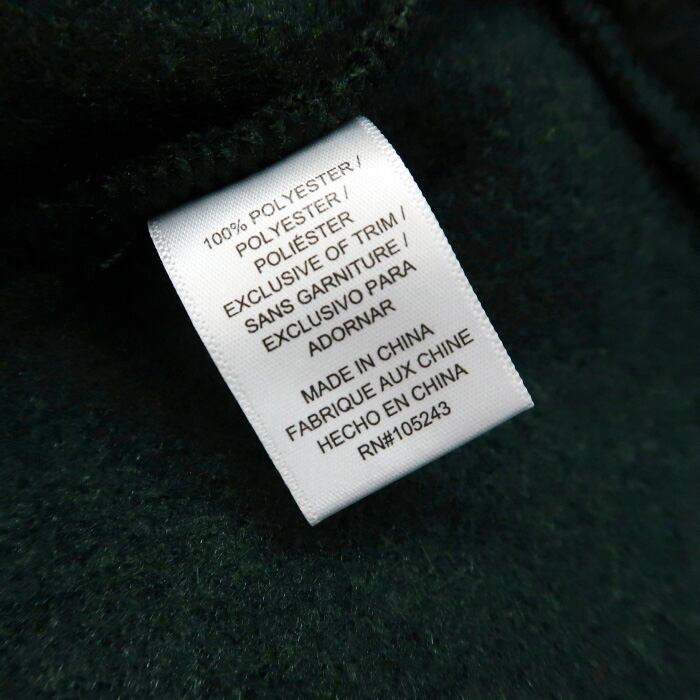 100% POLYESTER /
POLYESTER /
POLIÉSTER
EXCLUSIVE OF TRIM /
SANS GARNITURE /
EXCLUSIVO PARA
ADORNAR
MADE IN CHINA
FABRIQUE AUX CHINE
HECHO EN CHINA
RN#105243